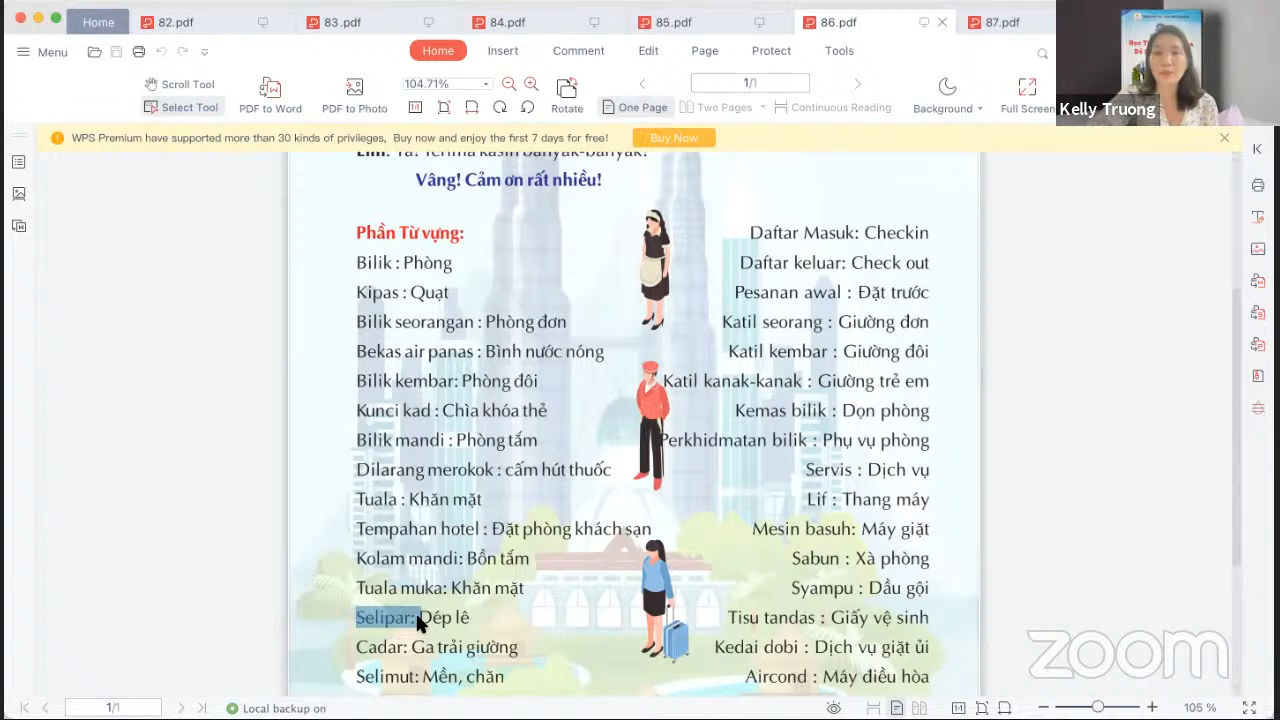 Home 82.pdf 83.pdf 84.pdf 85.pdf 86.pdf 87.pdf
Menu Home Insert Comment Edit Page Protect Tools
Scroll Tool 104.71% 1/1
Select Tool PDF to Word PDF to Photo Rotate One Page Two Pages Continuous Reading Background Full Screen
Kelly Truong
WPS Premium have supported more than 30 kinds of privileges, Buy now and enjoy the first 7 days for free! Buy Now
Lim: Ya! Terima kasih banyak-banyak!
Vâng! Cảm ơn rất nhiều!
Phần Từ vựng:
Bilik : Phòng
Kipas : Quạt
Bilik seorangan : Phòng đơn
Bekas air panas : Bình nước nóng
Bilik kembar: Phòng đôi
Kunci kad : Chìa khóa thẻ
Bilik mandi : Phòng tắm
Dilarang merokok : cấm hút thuốc
Tuala : Khăn mặt
Tempahan hotel : Đặt phòng khách sạn
Kolam mandi: Bồn tắm
Tuala muka: Khăn mặt
Selipar: Dép lê
Cadar: Ga trải giường
Selimut: Mền, chăn
Daftar Masuk: Checkin
Daftar keluar: Check out
Pesanan awal : Đặt trước
Katil seorang : Giường đơn
Katil kembar : Giường đôi
Katil kanak-kanak : Giường trẻ em
Kemas bilik : Dọn phòng
Perkhidmatan bilik : Phụ vụ phòng
Servis : Dịch vụ
Lif : Thang máy
Mesin basuh: Máy giặt
Sabun : Xà phòng
Syampu : Dầu gội
Tisu tandas : Giấy vệ sinh
Kedai dobi : Dịch vụ giặt ủi
Aircond : Máy điều hòa
zoom
1/1 Local backup on 105 %